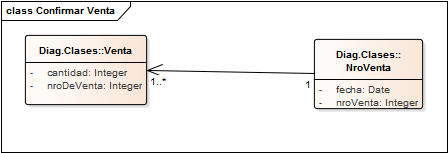 class Confirmar Venta
Diag.Clases::Venta
- cantidad: Integer
- nroDeVenta: Integer
1..*
1
Diag.Clases::
NroVenta
- fecha: Date
- nroVenta: Integer